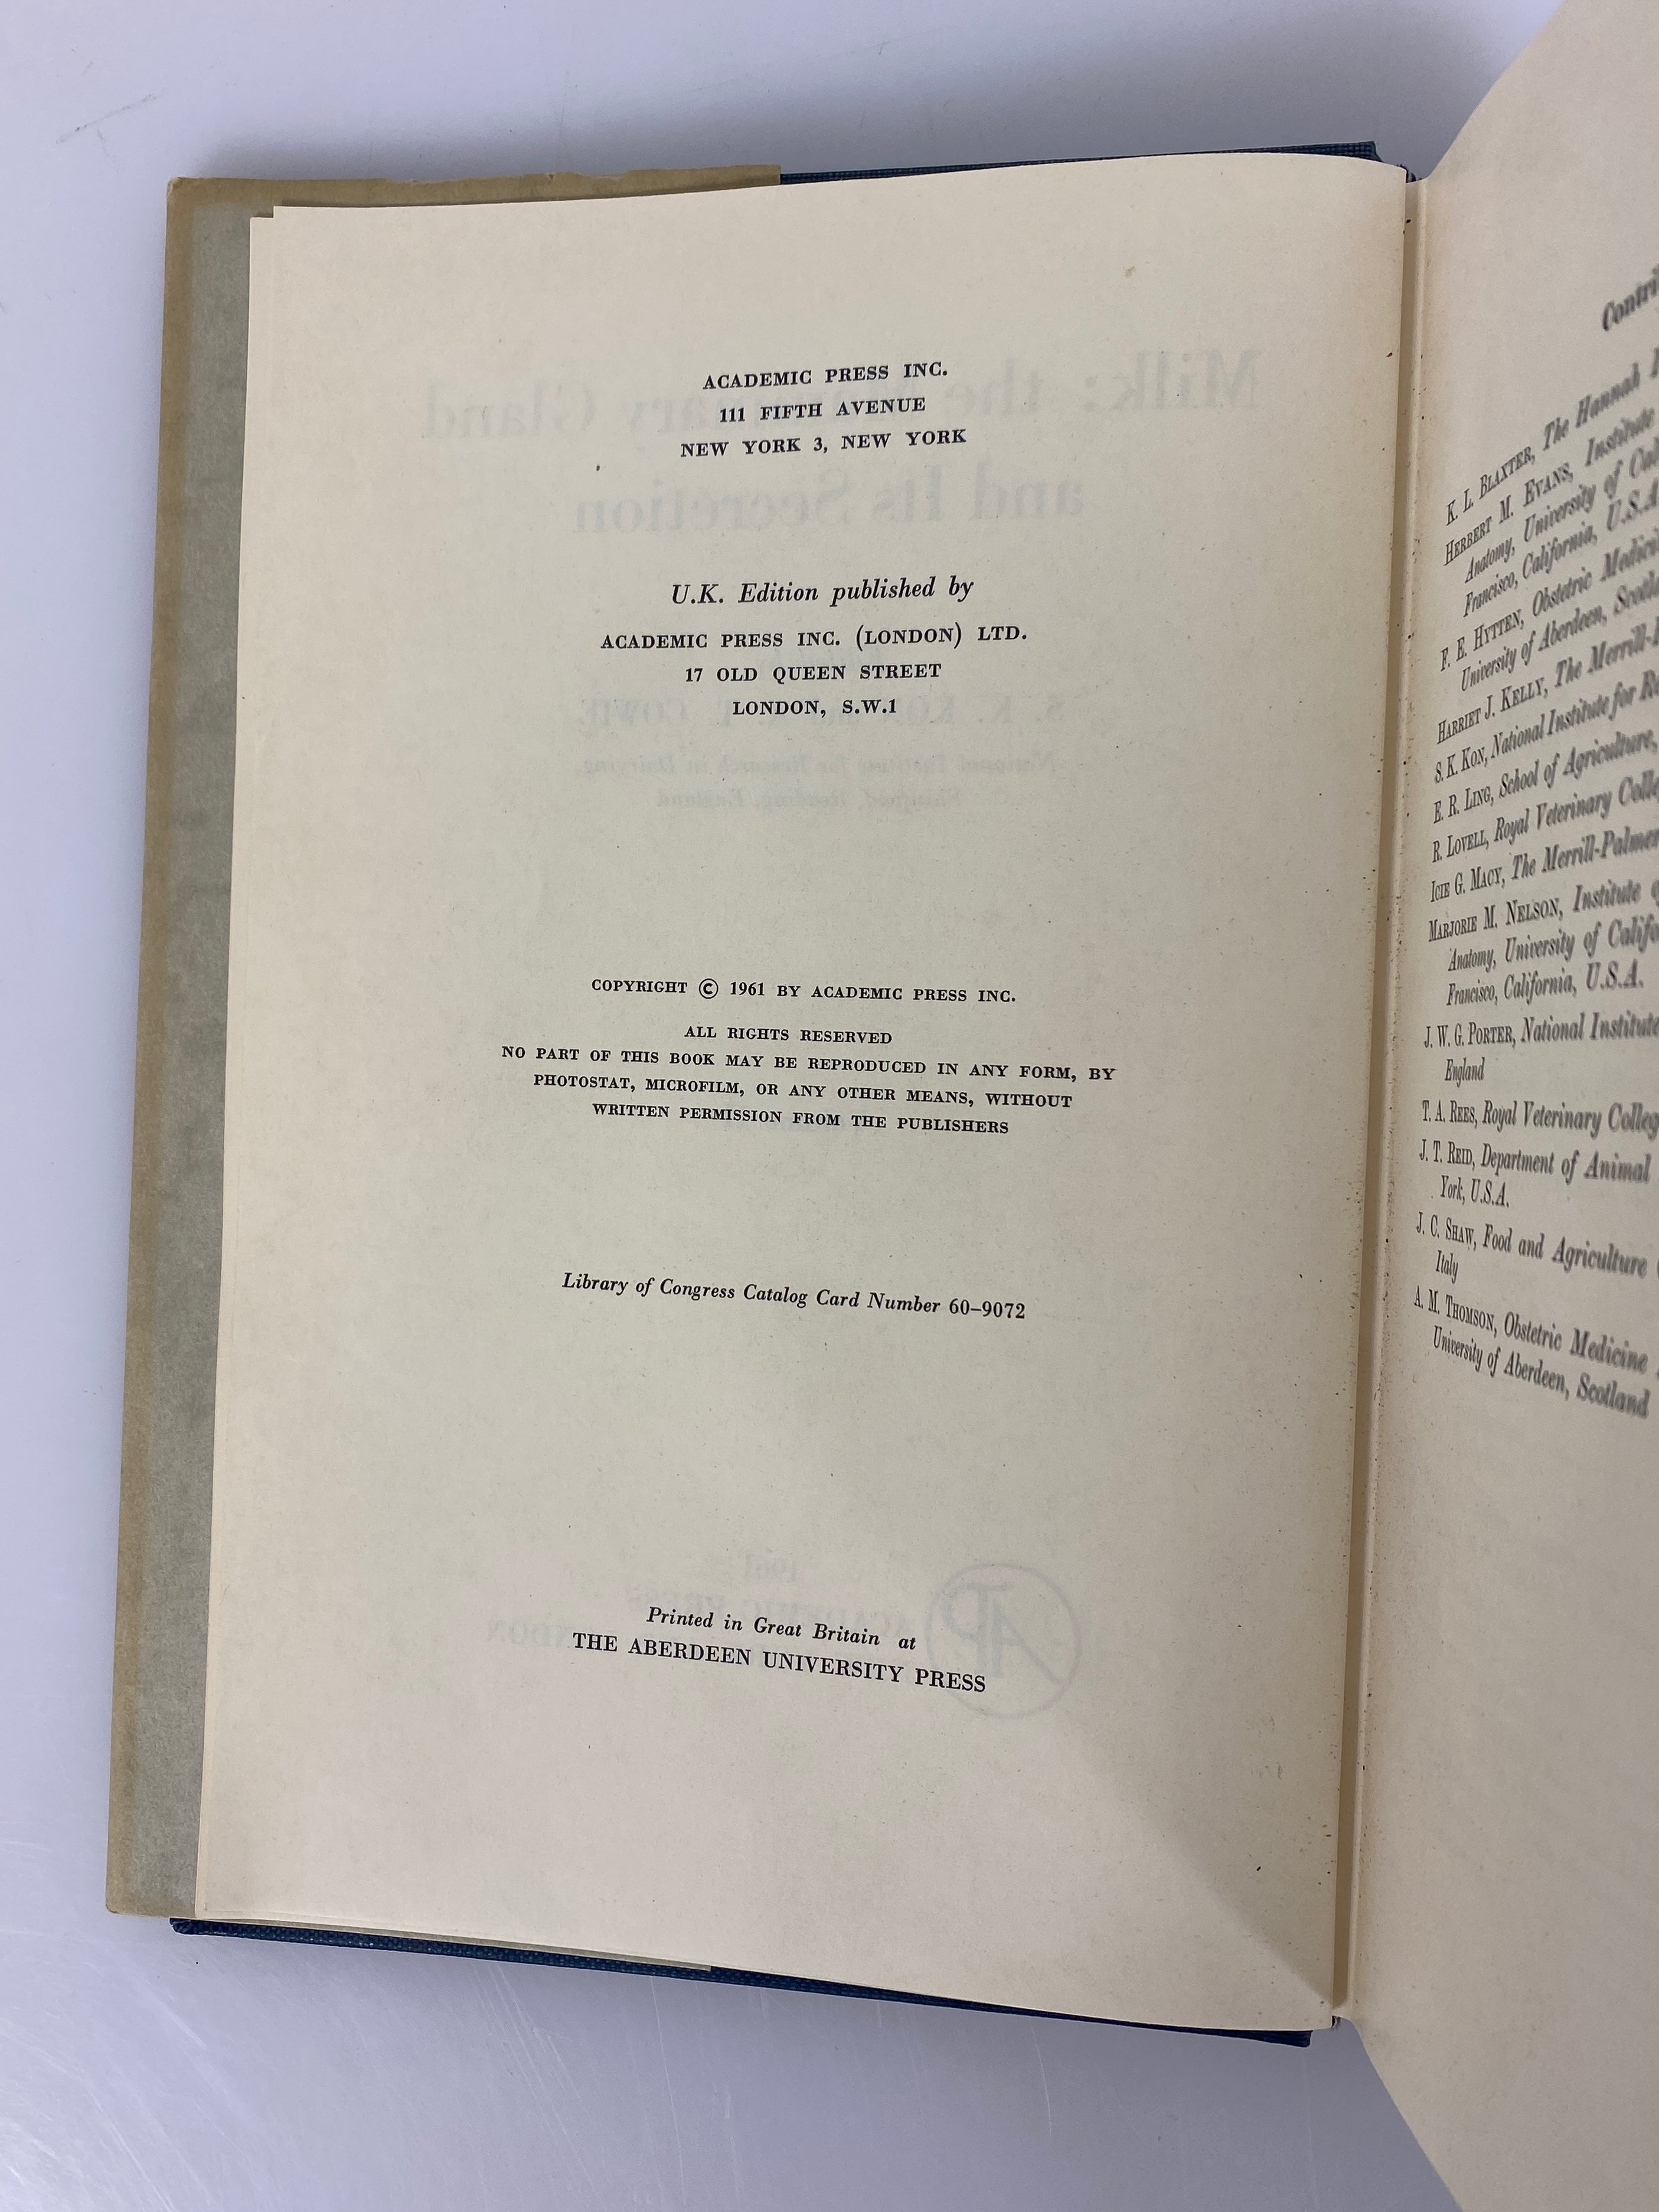 ACADEMIC PRESS INC.
111 FIFTH AVENUE
NEW YORK 3, NEW YORK
U.K. Edition published by
ACADEMIC PRESS INC. (LONDON) LTD.
17 OLD QUEEN STREET
LONDON, S.W.1
COPYRIGHT © 1961 BY ACADEMIC PRESS INC.
ALL RIGHTS RESERVED
NO PART OF THIS BOOK MAY BE REPRODUCED IN ANY FORM, BY
PHOTOSTAT, MICROFILM, OR ANY OTHER MEANS, WITHOUT
WRITTEN PERMISSION FROM THE PUBLISHERS
Library of Congress Catalog Card Number 60–9072
Printed in Great Britain at
THE ABERDEEN UNIVERSITY PRESS
K. L. BLAXTER, The Hannah
HERBERT M. EVANS, Institute
Anatomy, University of
Francisco, California, U.S.A.
F. E. HYTTEN, Obstetric
University of Aberdeen,
HARRIET J. KELLY, The
S. K. KON, National Institute for
E. R. LING, School of Agriculture,
R. LOVELL, Royal Veterinary
ICIE G. MACY, The Merrill-Palmer
MARJORIE M. NELSON, Institute
Anatomy, University of
Francisco, California, U.S.A.
J. W. G. PORTER, National Institute
England
T. A. REES, Royal Veterinary
J. T. REID, Department of Animal
York, U.S.A.
J. C. SHAW, Food and Agriculture
Italy
A. M. THOMSON, Obstetric Medicine
University of Aberdeen, Scotland